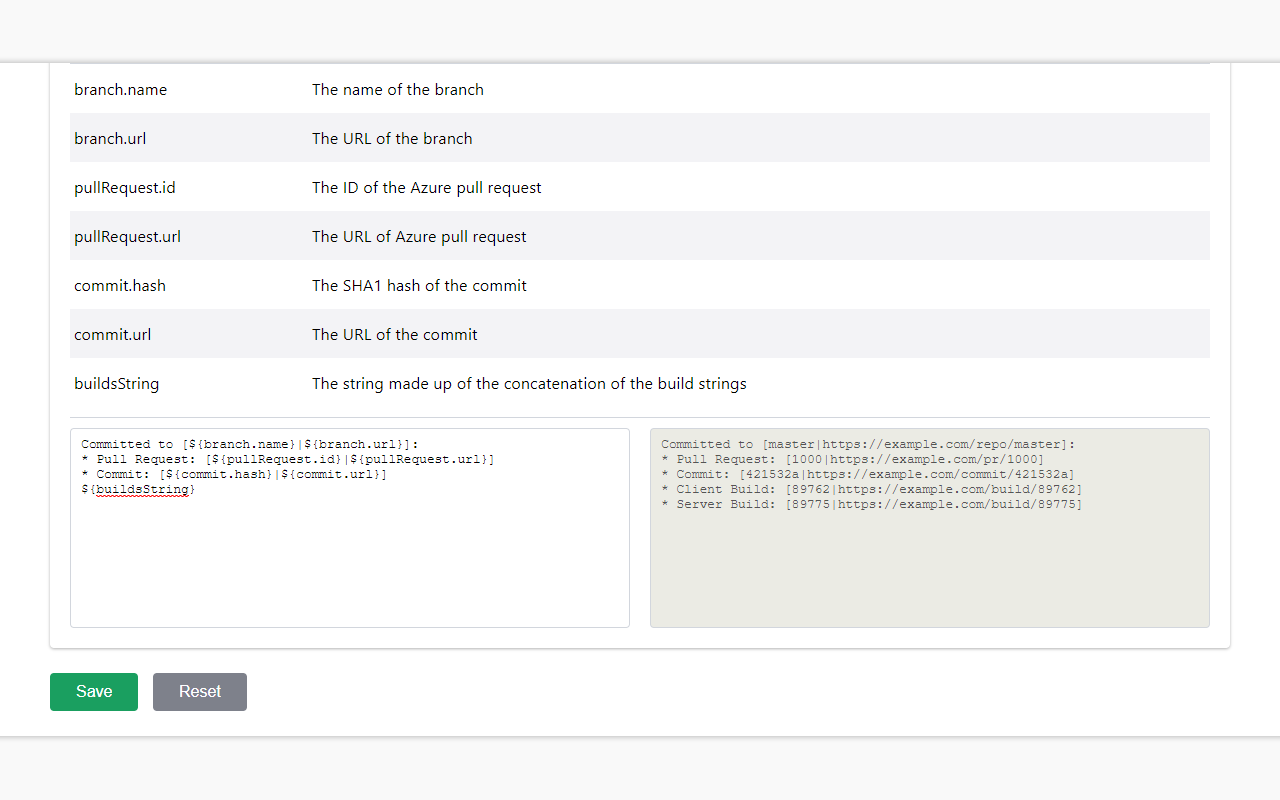 branch.name The name of the branch
branch.url The URL of the branch
pullRequest.id The ID of the Azure pull request
pullRequest.url The URL of Azure pull request
commit.hash The SHA1 hash of the commit
commit.url The URL of the commit
buildsString The string made up of the concatenation of the build strings
Committed to [${branch.name}|${branch.url}]:
* Pull Request: [${pullRequest.id}|${pullRequest.url}]
* Commit: [${commit.hash}|${commit.url}]
${buildsString}
Committed to [master|https://example.com/repo/master]:
* Pull Request: [1000|https://example.com/pr/1000]
* Commit: [421532a|https://example.com/commit/421532a]
* Client Build: [89762|https://example.com/build/89762]
* Server Build: [89775|https://example.com/build/89775]
Save Reset